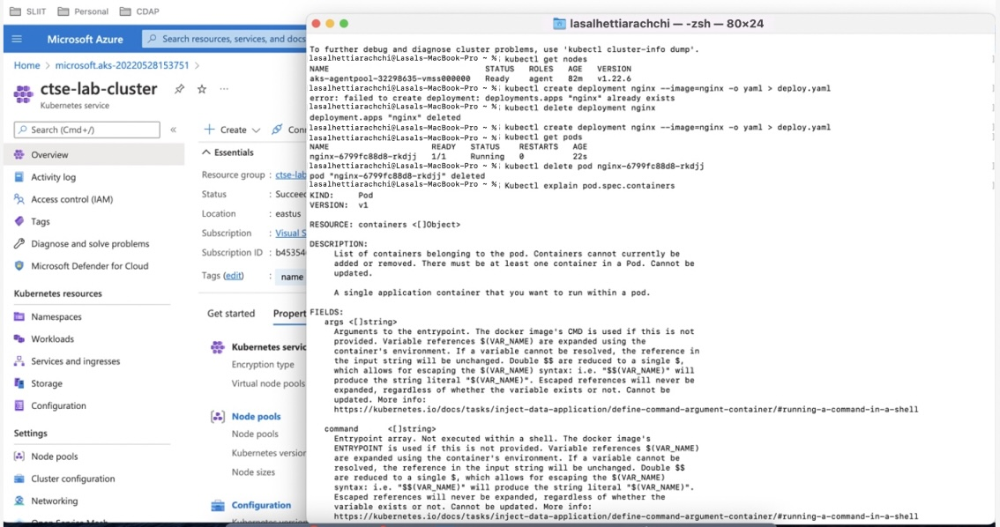 SLIIT Personal CDAP
lasalhettiarachchi — -zsh — 80×24
Microsoft Azure
Search resources, services, and docs
Home > microsoft.aks-20220528153751 >
ctse-lab-cluster
Kubernetes service
Search (Cmd+/)
Overview
Activity log
Access control (IAM)
Tags
Diagnose and solve problems
Microsoft Defender for Cloud
Kubernetes resources
Namespaces
Workloads
Services and ingresses
Storage
Configuration
Settings
Node pools
Cluster configuration
Networking
Create
Essentials
Resource group : ctse-lab
Status : Succee
Location : eastus
Subscription : Visual S
Subscription ID : b45354
Tags (edit) : name
Get started Propert
Kubernetes servic
Encryption type
Virtual node pools
Node pools
Node pools
Kubernetes version
Node sizes
Configuration
To further debug and diagnose cluster problems, use 'kubectl cluster-info dump'.
lasalhettiarachchi@Lasals-MacBook-Pro ~ % kubectl get nodes
NAME STATUS ROLES AGE VERSION
aks-agentpool-32298635-vmss000000 Ready agent 82m v1.22.6
lasalhettiarachchi@Lasals-MacBook-Pro ~ % kubectl create deployment nginx --image=nginx -o yaml > deploy.yaml
error: failed to create deployment: deployments.apps "nginx" already exists
lasalhettiarachchi@Lasals-MacBook-Pro ~ % kubectl delete deployment nginx
deployment.apps "nginx" deleted
lasalhettiarachchi@Lasals-MacBook-Pro ~ % kubectl create deployment nginx --image=nginx -o yaml > deploy.yaml
lasalhettiarachchi@Lasals-MacBook-Pro ~ % kubectl get pods
NAME READY STATUS RESTARTS AGE
nginx-6799fc88d8-rkdjj 1/1 Running 0 22s
lasalhettiarachchi@Lasals-MacBook-Pro ~ % kubectl delete pod nginx-6799fc88d8-rkdjj
pod "nginx-6799fc88d8-rkdjj" deleted
lasalhettiarachchi@Lasals-MacBook-Pro ~ % Kubectl explain pod.spec.containers
KIND: Pod
VERSION: v1
RESOURCE: containers <[]Object>
DESCRIPTION:
List of containers belonging to the pod. Containers cannot currently be
added or removed. There must be at least one container in a Pod. Cannot be
updated.
A single application container that you want to run within a pod.
FIELDS:
args <[]string>
Arguments to the entrypoint. The docker image's CMD is used if this is not
provided. Variable references $(VAR_NAME) are expanded using the
container's environment. If a variable cannot be resolved, the reference in
the input string will be unchanged. Double $$ are reduced to a single $,
which allows for escaping the $(VAR_NAME) syntax: i.e. "$$(VAR_NAME)" will
produce the string literal "$(VAR_NAME)". Escaped references will never be
expanded, regardless of whether the variable exists or not. Cannot be
updated. More info:
https://kubernetes.io/docs/tasks/inject-data-application/define-command-argument-container/#running-a-command-in-a-shell
command <[]string>
Entrypoint array. Not executed within a shell. The docker image's
ENTRYPOINT is used if this is not provided. Variable references $(VAR_NAME)
are expanded using the container's environment. If a variable cannot be
resolved, the reference in the input string will be unchanged. Double $$
are reduced to a single $, which allows for escaping the $(VAR_NAME)
syntax: i.e. "$$(VAR_NAME)" will produce the string literal "$(VAR_NAME)".
Escaped references will never be expanded, regardless of whether the
variable exists or not. Cannot be updated. More info:
https://kubernetes.io/docs/tasks/inject-data-application/define-command-argument-container/#running-a-command-in-a-shell